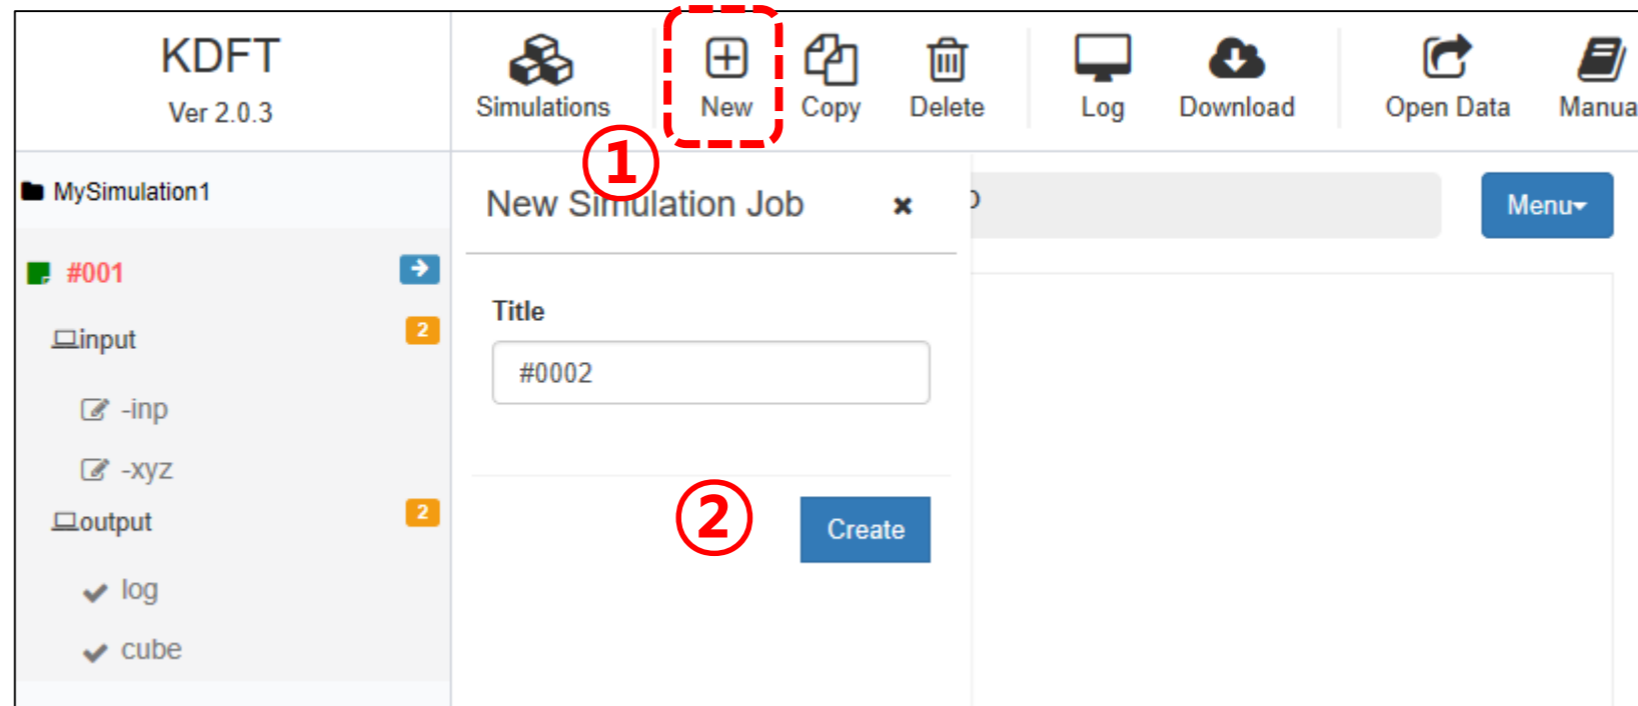 KDFT
Ver 2.0.3
Simulations
New
Copy
Delete
Log
Download
Open Data
Manua
①
MySimulation1
New Simulation Job
Menu
#001
Title
input
2
#0002
-inp
-xyz
②
output
2
Create
log
cube